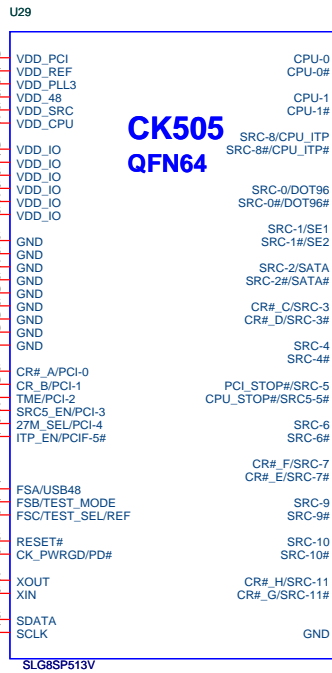 U29
VDD_PCI CPU-0
VDD_REF CPU-0#
VDD_PLL3
VDD_48 CPU-1
VDD_SRC CPU-1#
VDD_CPU
CK505
SRC-8/CPU_ITP
VDD_IO SRC-8#/CPU_ITP#
VDD_IO
QFN64
VDD_IO
VDD_IO SRC-0/DOT96
VDD_IO SRC-0#/DOT96#
VDD_IO
SRC-1/SE1
GND SRC-1#/SE2
GND
GND SRC-2/SATA
GND SRC-2#/SATA#
GND
GND CR#_C/SRC-3
GND CR#_D/SRC-3#
GND
GND SRC-4
SRC-4#
CR#_A/PCI-0
CR_B/PCI-1 PCI_STOP#/SRC-5
TME/PCI-2 CPU_STOP#/SRC5-5#
SRC5_EN/PCI-3
27M_SEL/PCI-4 SRC-6
ITP_EN/PCIF-5# SRC-6#
CR#_F/SRC-7
CR#_E/SRC-7#
FSA/USB48
FSB/TEST_MODE SRC-9
FSC/TEST_SEL/REF SRC-9#
RESET# SRC-10
CK_PWRGD/PD# SRC-10#
XOUT CR#_H/SRC-11
XIN CR#_G/SRC-11#
SDATA
SCLK GND
SLG8SP513V